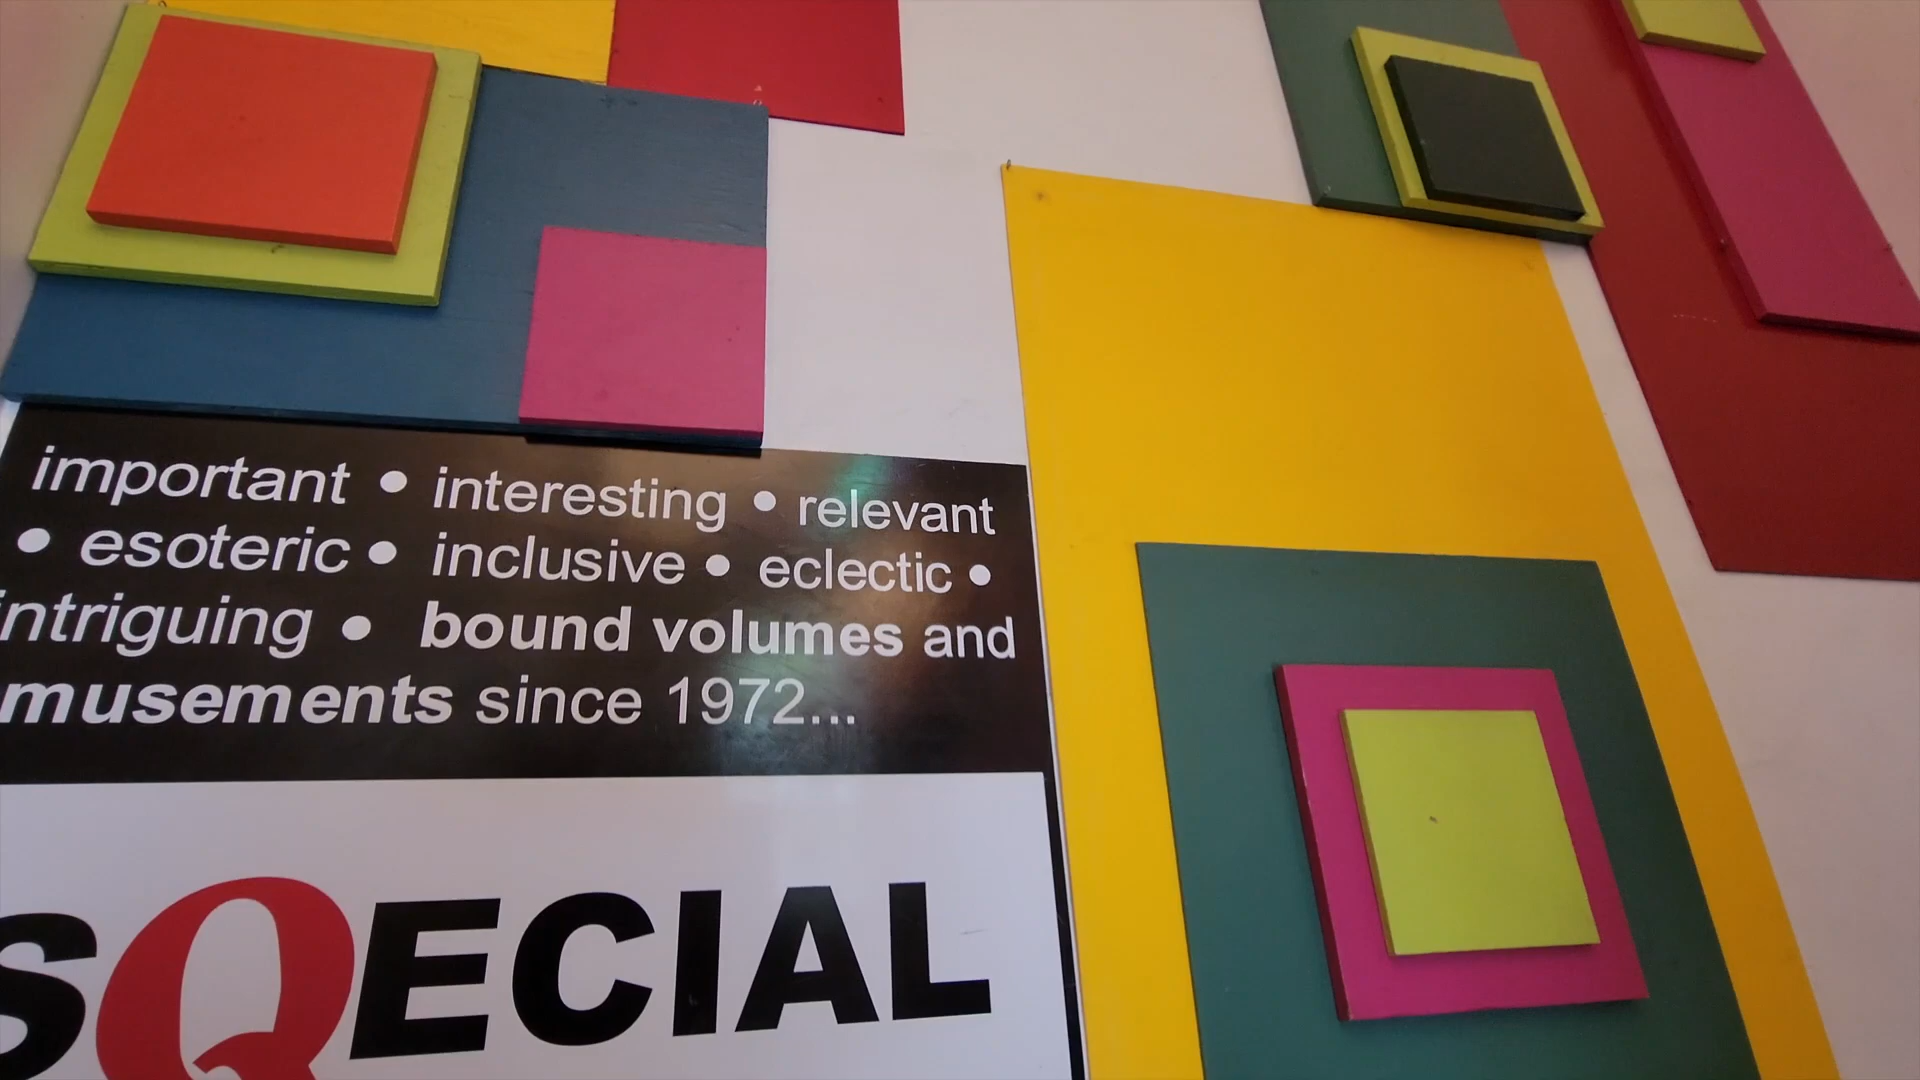 important • interesting • relevant
• esoteric • inclusive • eclectic •
intriguing • bound volumes and
musements since 1972...
SQECIAL